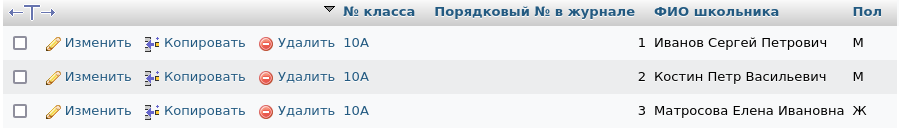 № класса Порядковый № в журнале ФИО школьника Пол
Изменить Копировать Удалить 10А 1 Иванов Сергей Петрович М
Изменить Копировать Удалить 10А 2 Костин Петр Васильевич М
Изменить Копировать Удалить 10А 3 Матросова Елена Ивановна Ж